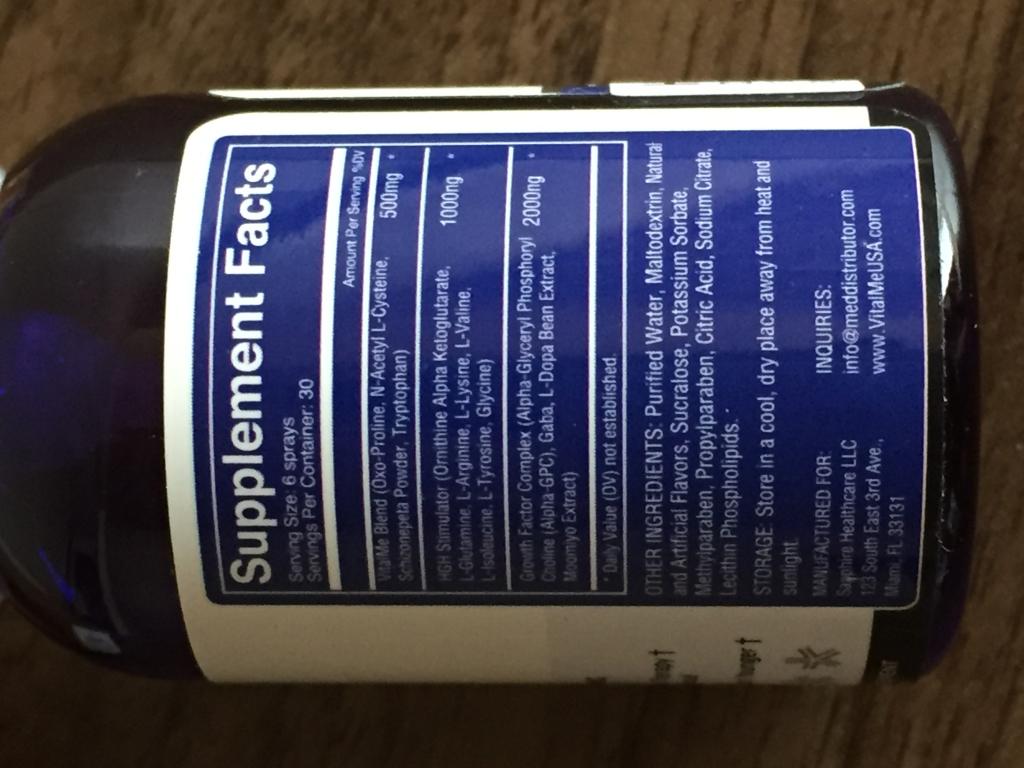 Supplement Facts
Serving Size: 6 sprays
Servings Per Container: 30
Amount Per Serving %DV
VitalMe Blend (Oxo-Proline, N-Acetyl L-Cysteine, 500mg *
Schizonepeta Powder, Tryptophan)
HGH Stimulator (Ornithine Alpha Ketoglutarate, 1000ng *
L-Glutamine, L-Arginine, L-Lysine, L-Valine,
L-Isoleucine, L-Tyrosine, Glycine)
Growth Factor Complex (Alpha-Glyceryl Phosphoryl 2000ng *
Choline (Alpha-GPC), Gaba, L-Dopa Bean Extract,
Moomiyo Extract)
* Daily Value (OV) not established.
OTHER INGREDIENTS: Purified Water, Maltodextrin, Natural
and Artificial Flavors, Sucralose, Potassium Sorbate,
Methylparaben, Propylparaben, Citric Acid, Sodium Citrate,
Lecithin Phospholipids.
STORAGE: Store in a cool, dry place away from heat and
sunlight.
MANUFACTURED FOR:
Sapphire Healthcare LLC
123 South East 3rd Ave.,
Miami, FL 33131
INQUIRIES:
info@meddistributor.com
www.VitalMeUSA.com
hunger †